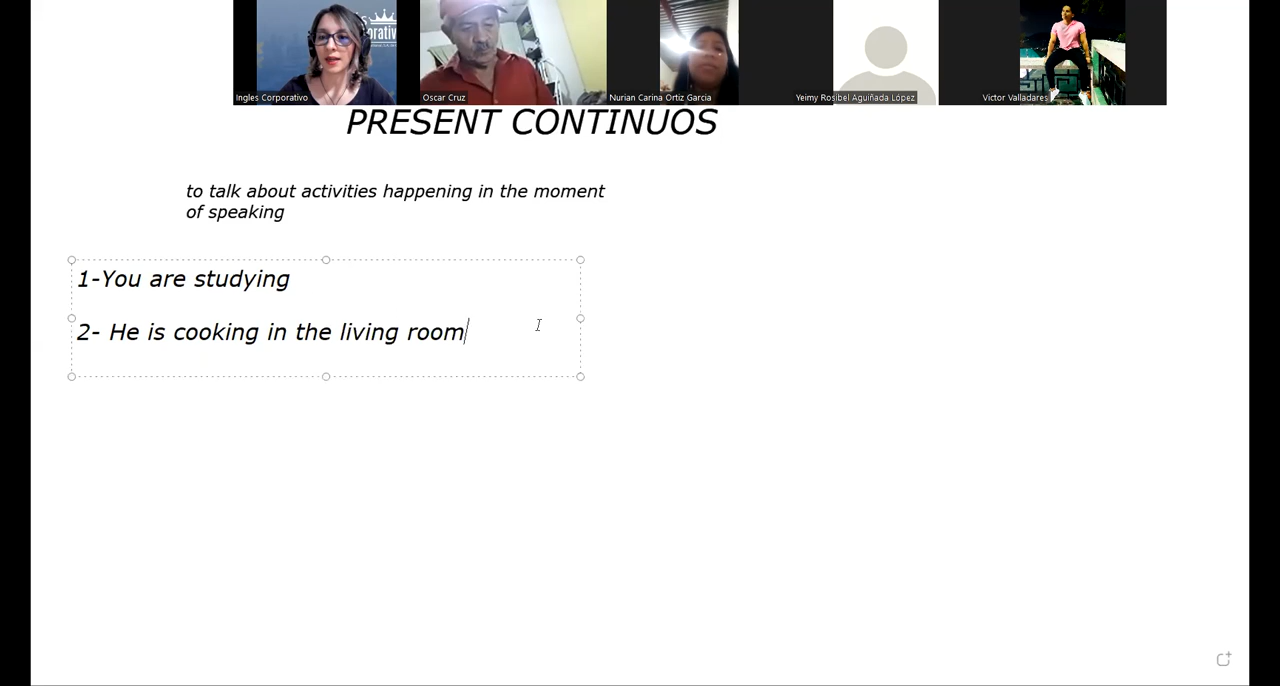 Ingles Corporativo
Oscar Cruz
Nurian Carina Ortiz Garcia
Yeimy Rosibel Aguiñada López
Victor Valladares
PRESENT CONTINUOS
to talk about activities happening in the moment
of speaking
1-You are studying
2- He is cooking in the living room